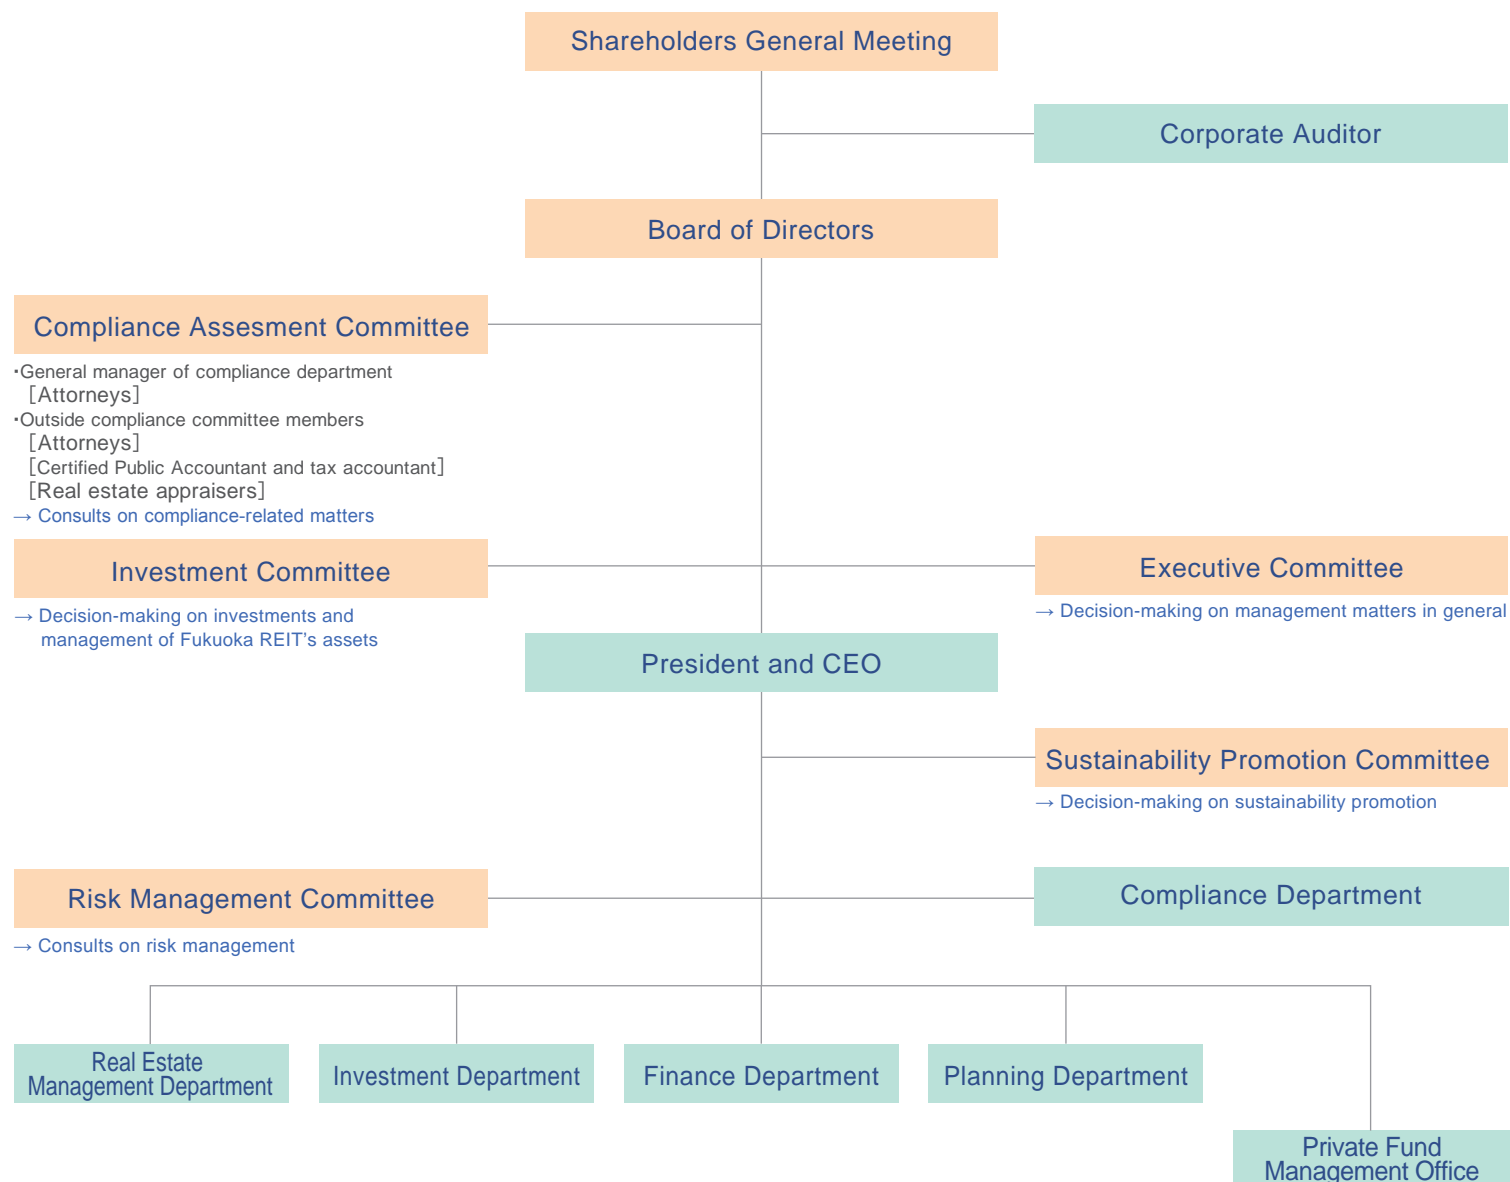 Shareholders General Meeting
Corporate Auditor
Board of Directors
Compliance Assesment Committee
・General manager of compliance department
[Attorneys]
・Outside compliance committee members
[Attorneys]
[Certified Public Accountant and tax accountant]
[Real estate appraisers]
→ Consults on compliance-related matters
Investment Committee
→ Decision-making on investments and
management of Fukuoka REIT’s assets
Executive Committee
→ Decision-making on management matters in general
President and CEO
Sustainability Promotion Committee
→ Decision-making on sustainability promotion
Risk Management Committee
→ Consults on risk management
Compliance Department
Real Estate
Management Department
Investment Department
Finance Department
Planning Department
Private Fund
Management Office